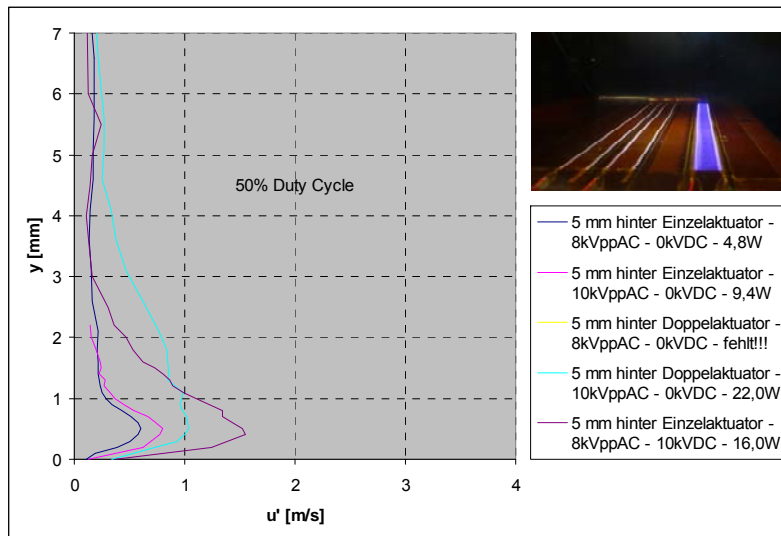 7
6
5
4
3
2
1
0
y [mm]
50% Duty Cycle
0
1
2
3
4
u' [m/s]
5 mm hinter Einzelaktuator -
8kVppAC - 0kVDC - 4,8W
5 mm hinter Einzelaktuator -
10kVppAC - 0kVDC - 9,4W
5 mm hinter Doppelaktuator -
8kVppAC - 0kVDC - fehlt!!!
5 mm hinter Doppelaktuator -
10kVppAC - 0kVDC - 22,0W
5 mm hinter Einzelaktuator -
8kVppAC - 10kVDC - 16,0W